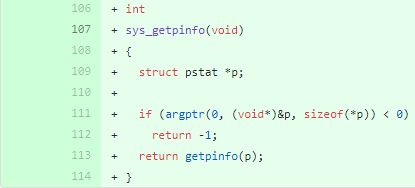 106 + int
107 + sys_getpinfo(void)
108 + {
109 +   struct pstat *p;
110 +
111 +   if (argptr(0, (void*)&p, sizeof(*p)) < 0)
112 +     return -1;
113 +   return getpinfo(p);
114 + }